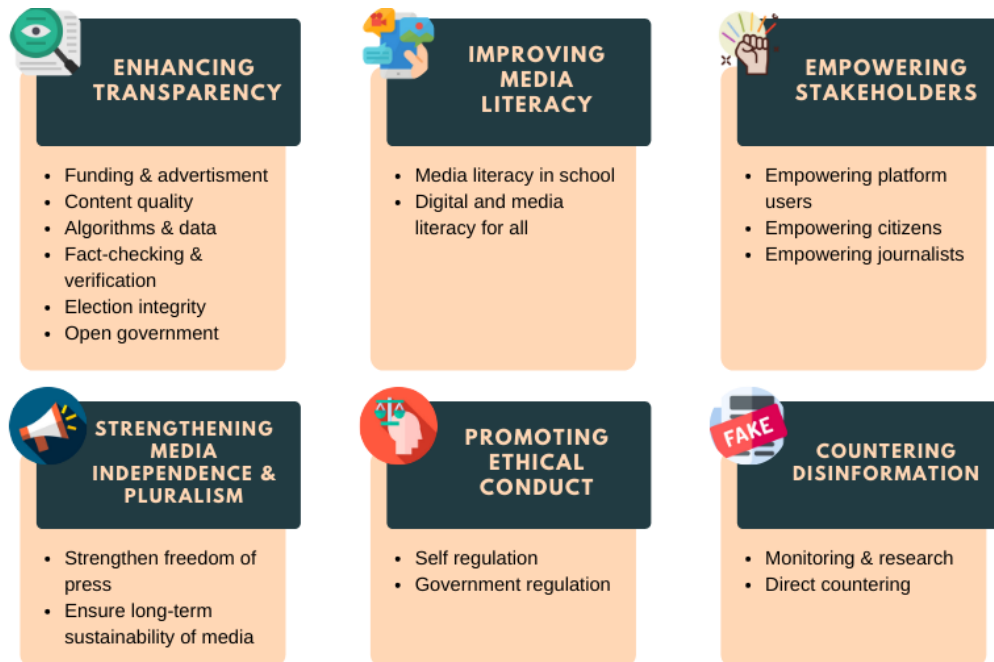 ENHANCING
TRANSPARENCY
• Funding & advertisment
• Content quality
• Algorithms & data
• Fact-checking &
verification
• Election integrity
• Open government
IMPROVING
MEDIA
LITERACY
• Media literacy in school
• Digital and media
literacy for all
EMPOWERING
STAKEHOLDERS
• Empowering platform
users
• Empowering citizens
• Empowering journalists
STRENGTHENING
MEDIA
INDEPENDENCE &
PLURALISM
• Strengthen freedom of
press
• Ensure long-term
sustainability of media
PROMOTING
ETHICAL
CONDUCT
• Self regulation
• Government regulation
FAKE
COUNTERING
DISINFORMATION
• Monitoring & research
• Direct countering